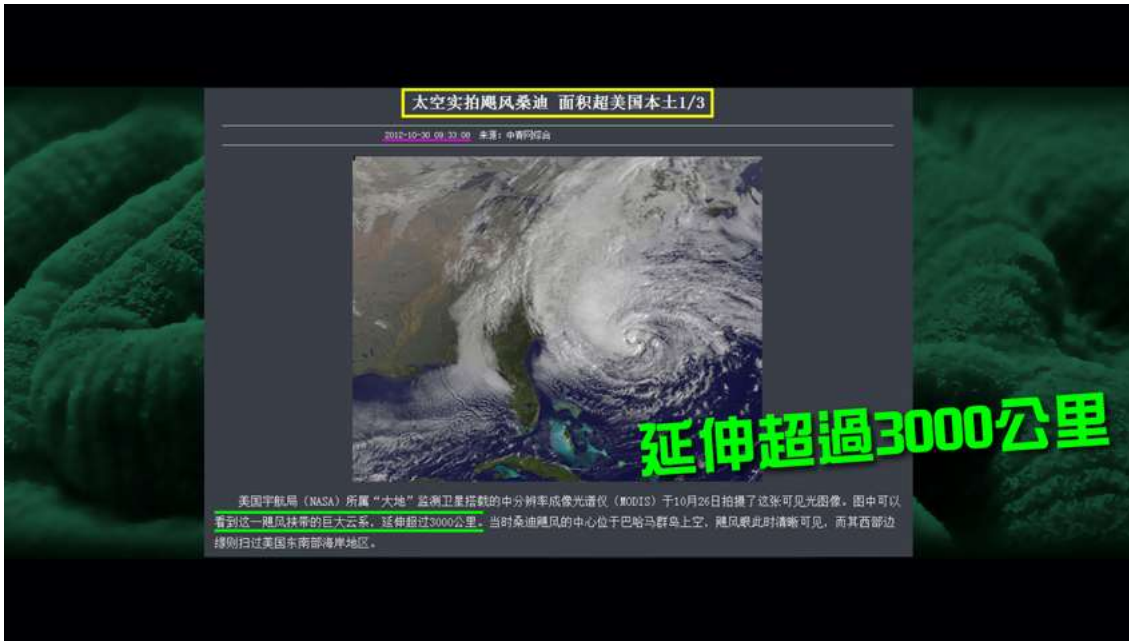 太空实拍飓风桑迪 面积超美国本土1/3
2012-10-30 09:33:00 来源：中青网综合
延伸超過3000公里
美国宇航局（NASA）所属“大地”监测卫星搭载的中分辨率成像光谱仪（MODIS）于10月26日拍摄了这张可见光图像。图中可以
看到这一飓风挟带的巨大云系，延伸超过3000公里。当时桑迪飓风的中心位于巴哈马群岛上空，飓风眼此时清晰可见，而其西部边
缘则扫过美国东南部海岸地区。